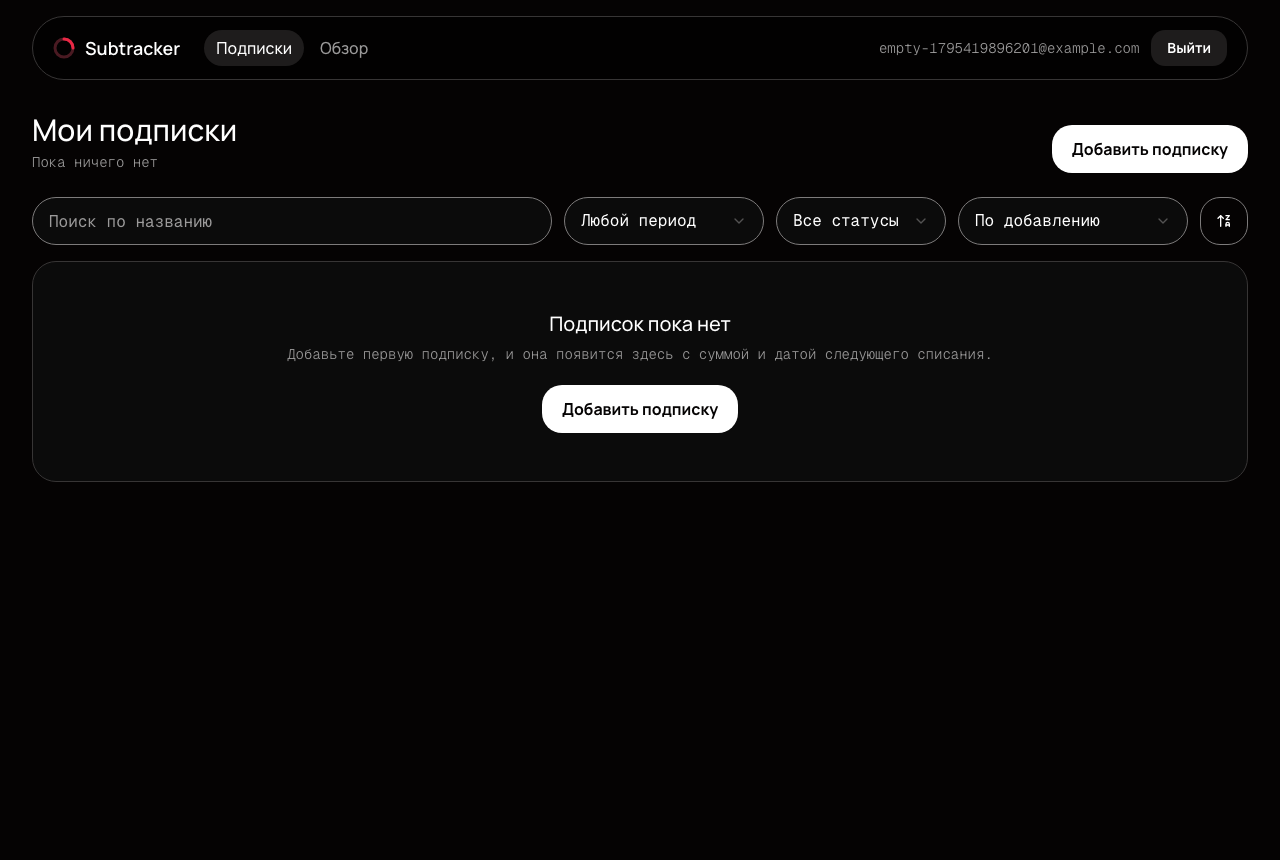 Subtracker
Подписки
Обзор
empty-1795419896201@example.com
Выйти
Мои подписки
Пока ничего нет
Добавить подписку
Поиск по названию
Любой период
Все статусы
По добавлению
Подписок пока нет
Добавьте первую подписку, и она появится здесь с суммой и датой следующего списания.
Добавить подписку